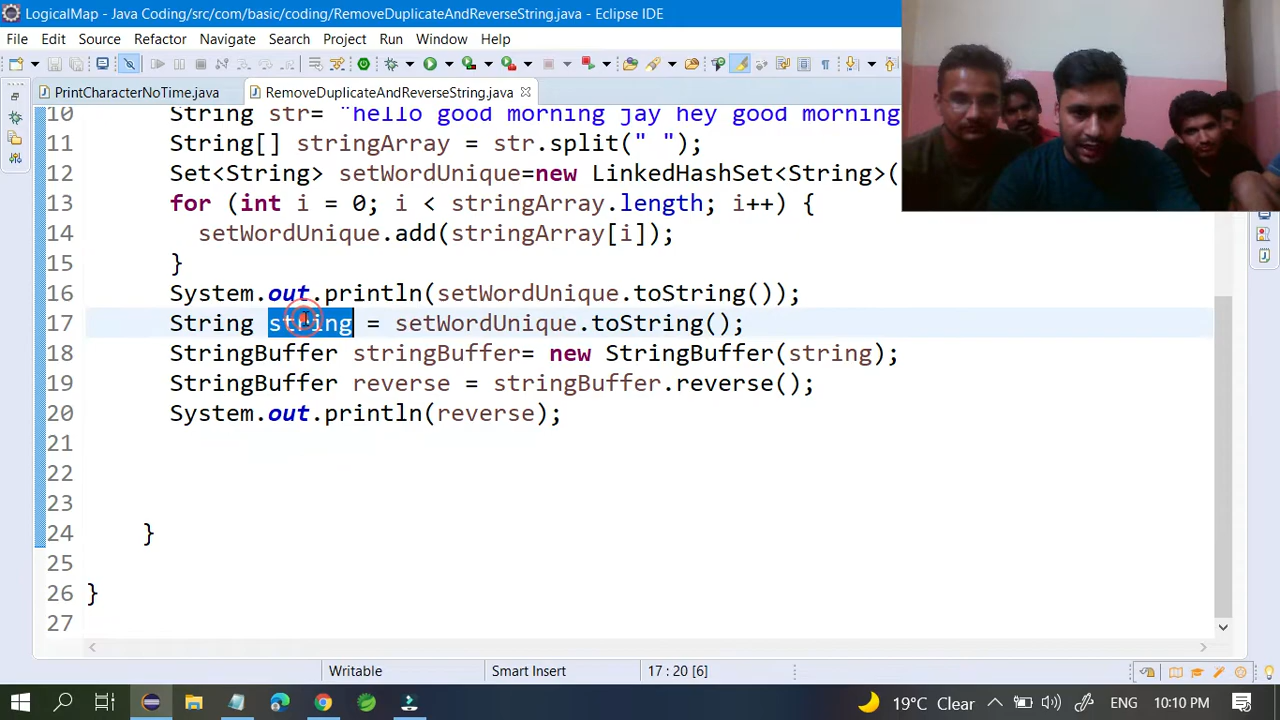 LogicalMap - Java Coding/src/com/basic/coding/RemoveDuplicateAndReverseString.java - Eclipse IDE
File Edit Source Refactor Navigate Search Project Run Window Help
PrintCharacterNoTime.java RemoveDuplicateAndReverseString.java
10 String str= "hello good morning jay hey good morning
11 String[] stringArray = str.split(" ");
12 Set<String> setWordUnique=new LinkedHashSet<String>(
13 for (int i = 0; i < stringArray.length; i++) {
14 setWordUnique.add(stringArray[i]);
15 }
16 System.out.println(setWordUnique.toString());
17 String string = setWordUnique.toString();
18 StringBuffer stringBuffer= new StringBuffer(string);
19 StringBuffer reverse = stringBuffer.reverse();
20 System.out.println(reverse);
21
22
23
24 }
25
26 }
27
Writable Smart Insert 17 : 20 [6]
19°C Clear ENG 10:10 PM